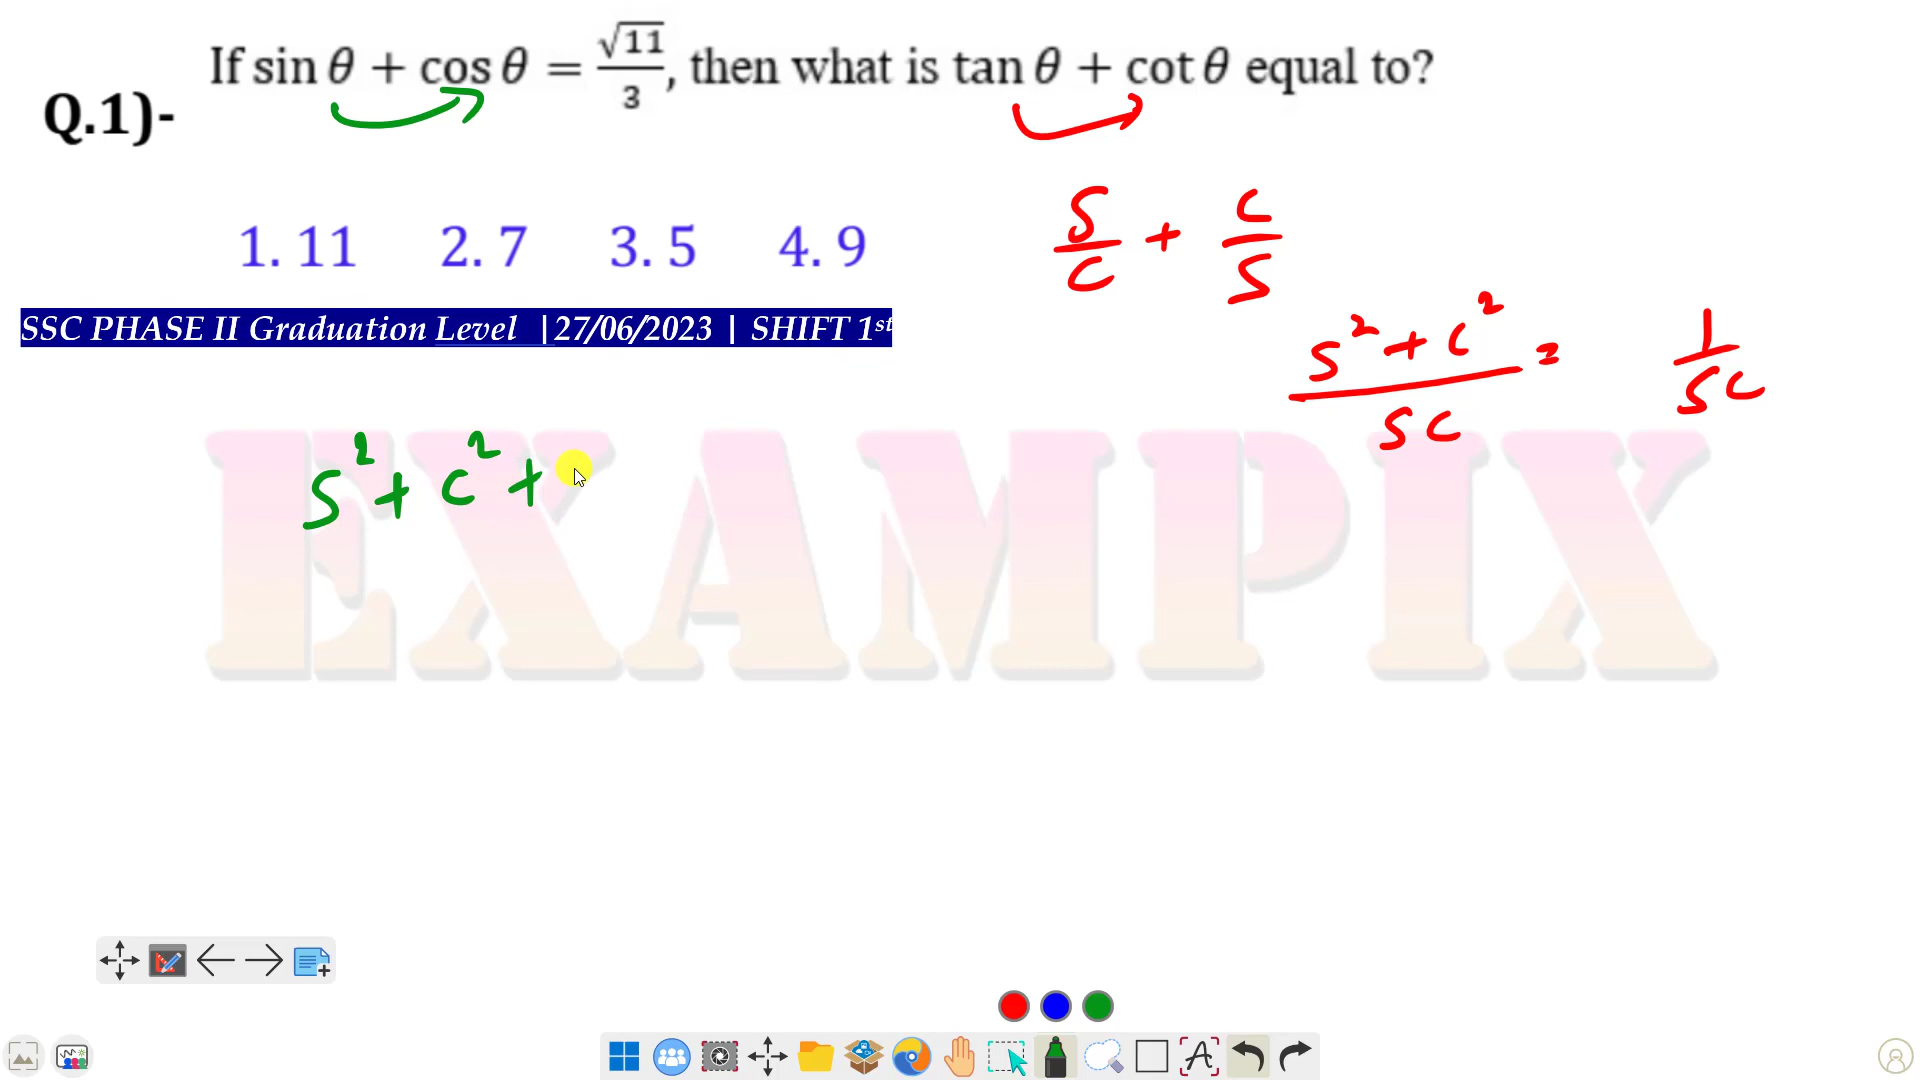 If sin θ + cos θ = √11/3, then what is tan θ + cot θ equal to?
Q.1)-
1. 11 2. 7 3. 5 4. 9
SSC PHASE II Graduation Level |27/06/2023 | SHIFT 1st
S/C + C/S
S² + C² / SC = 1/SC
S² + C² +
EXAMPIX